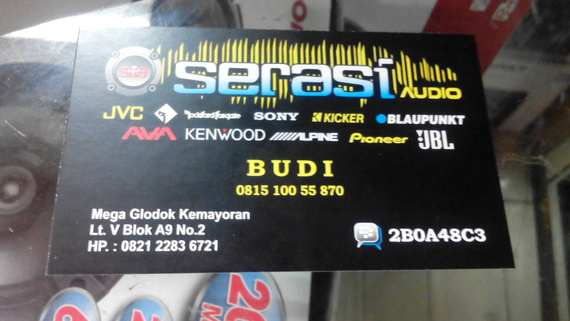 serasi AUDIO
JVC Rockford Fosgate SONY KICKER BLAUPUNKT
AVA KENWOOD ALPINE Pioneer JBL
BUDI
0815 100 55 870
Mega Glodok Kemayoran
Lt. V Blok A9 No.2
HP. : 0821 2283 6721
2B0A48C3